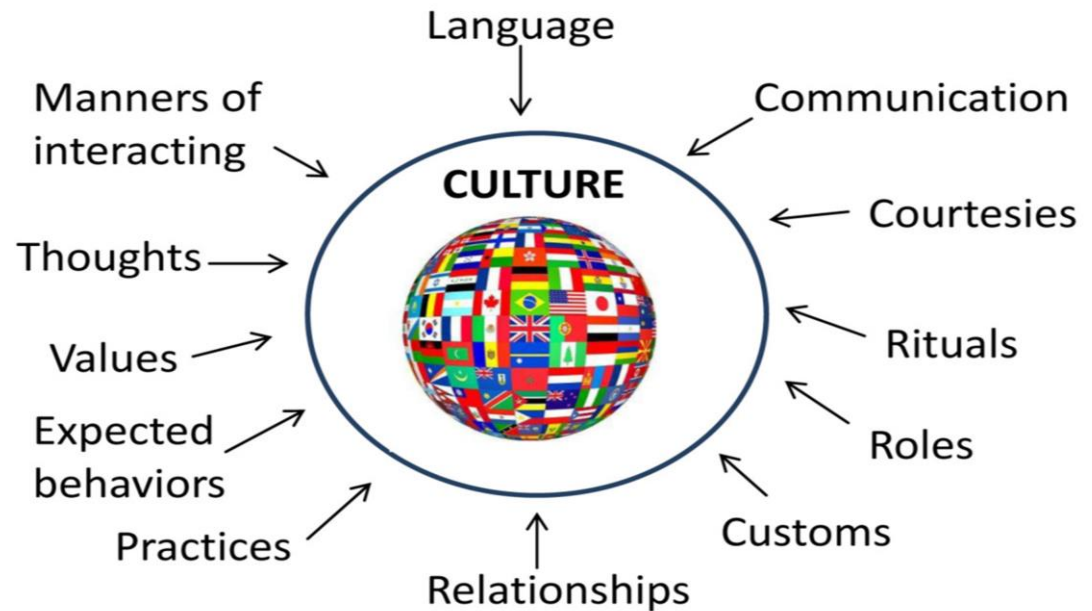 Language
Manners of
interacting
Communication
CULTURE
Courtesies
Thoughts
Rituals
Values
Expected
behaviors
Roles
Customs
Practices
Relationships